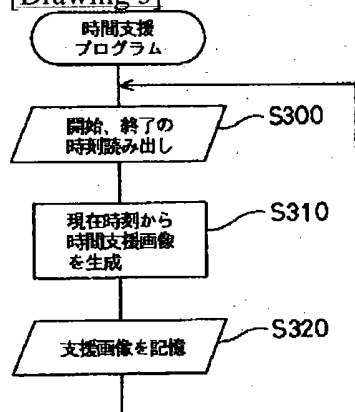 [Drawing 9]
時間支援
プログラム
開始、終了の
時刻読み出し
S300
現在時刻から
時間支援画像
を生成
S310
支援画像を記憶
S320